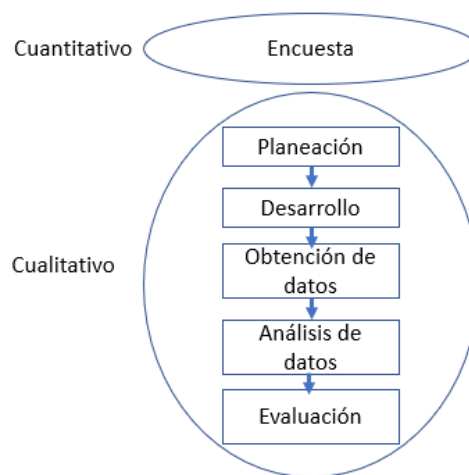 Cuantitativo
Encuesta
Planeación
Desarrollo
Cualitativo
Obtención de
datos
Análisis de
datos
Evaluación